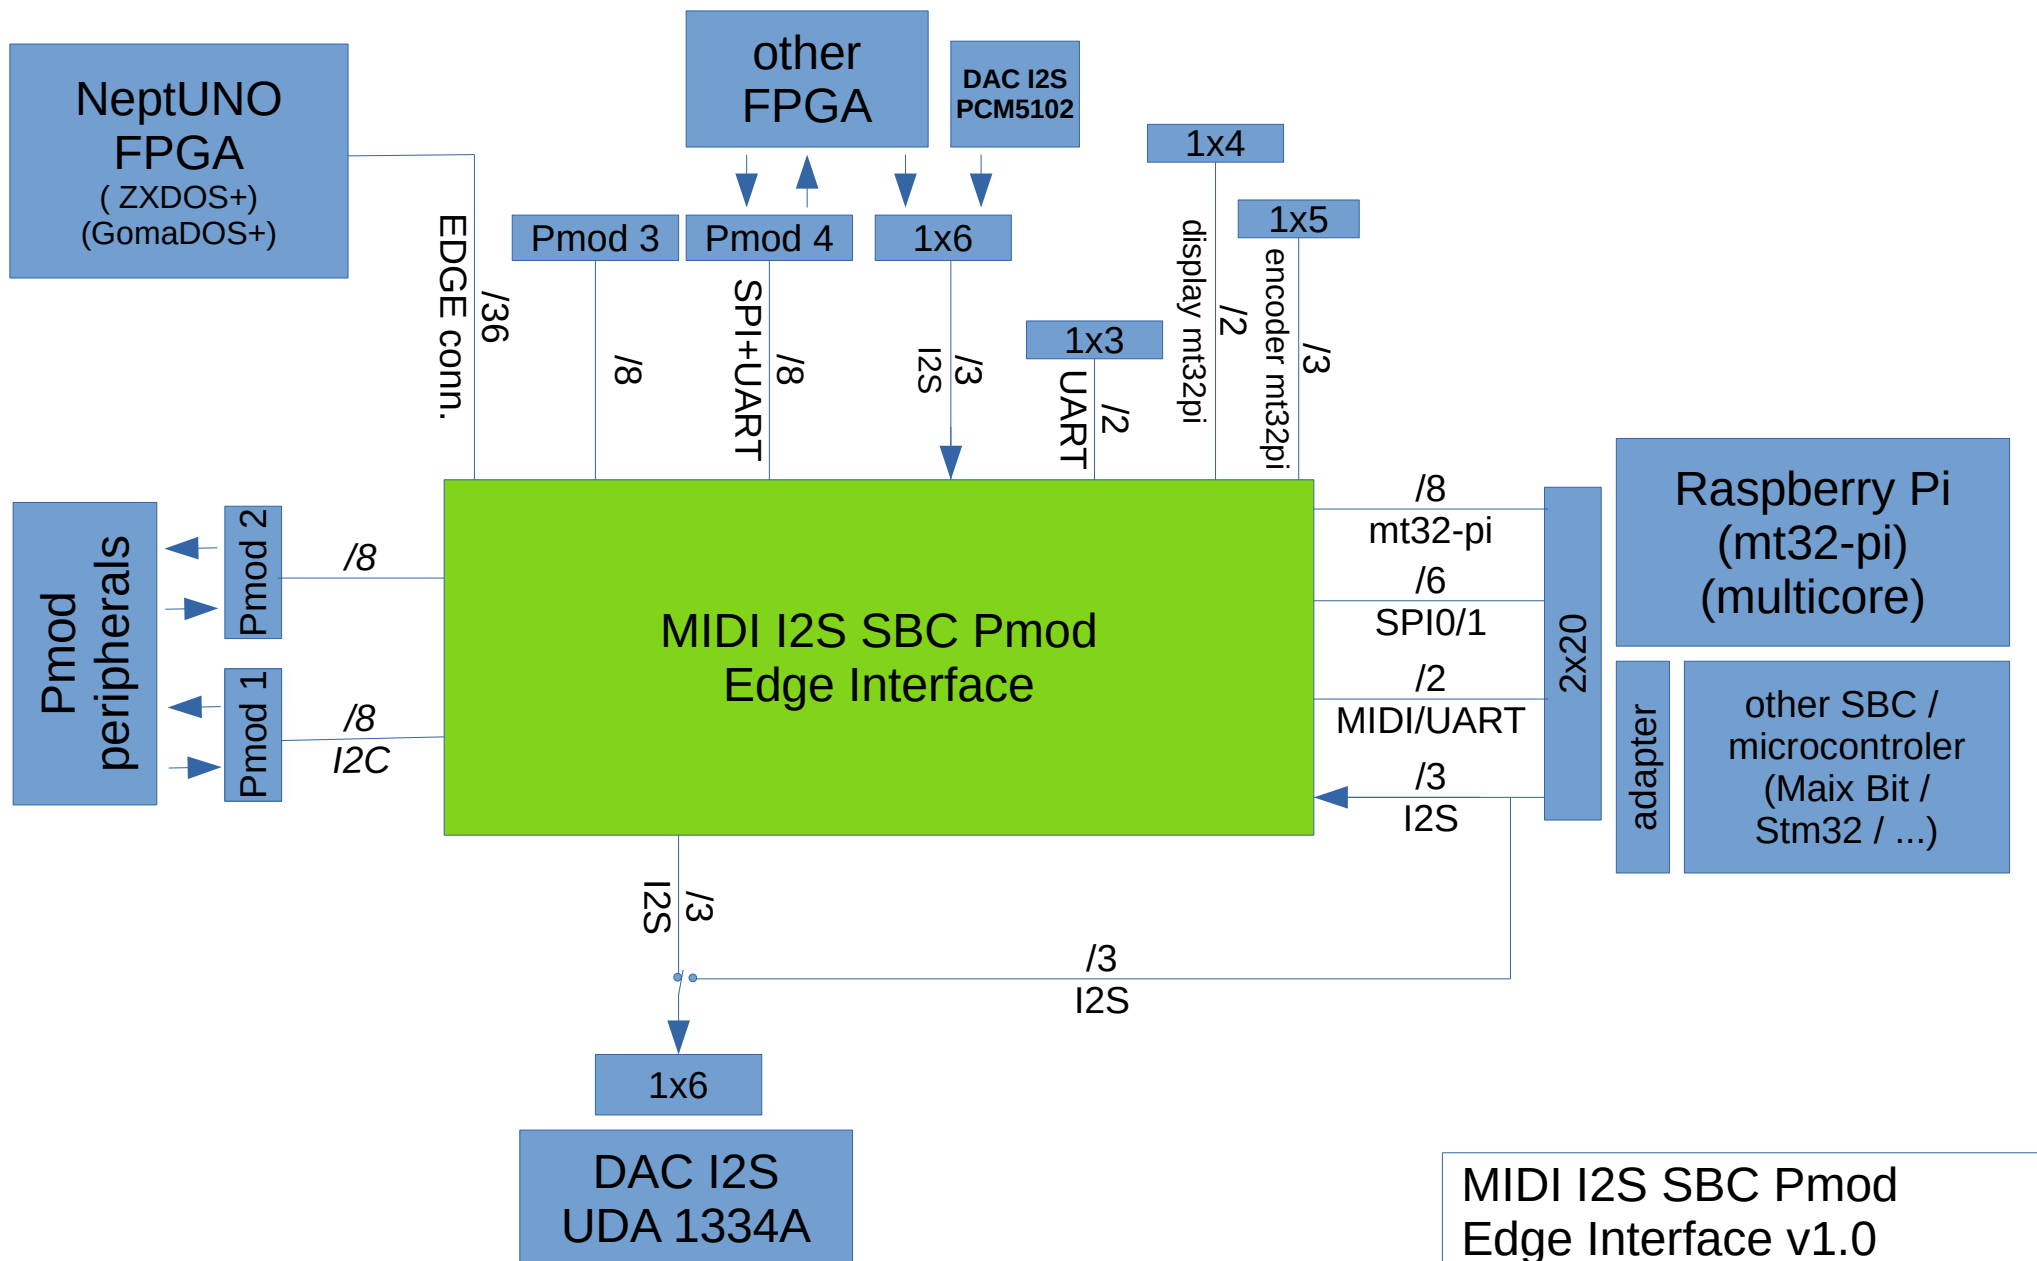 NeptUNO
FPGA
( ZXDOS+)
(GomaDOS+)
other
FPGA
DAC I2S
PCM5102
1x4
1x5
Pmod 3
Pmod 4
1x6
1x3
EDGE conn.
/36
/8
SPI+UART
/8
I2S
/3
UART
/2
display mt32pi
/2
encoder mt32pi
/3
Pmod
peripherals
Pmod 2
/8
Pmod 1
/8
I2C
MIDI I2S SBC Pmod
Edge Interface
/8
mt32-pi
/6
SPI0/1
/2
MIDI/UART
/3
I2S
2x20
Raspberry Pi
(mt32-pi)
(multicore)
adapter
other SBC /
microcontroler
(Maix Bit /
Stm32 / ...)
I2S
/3
/3
I2S
1x6
DAC I2S
UDA 1334A
MIDI I2S SBC Pmod
Edge Interface v1.0